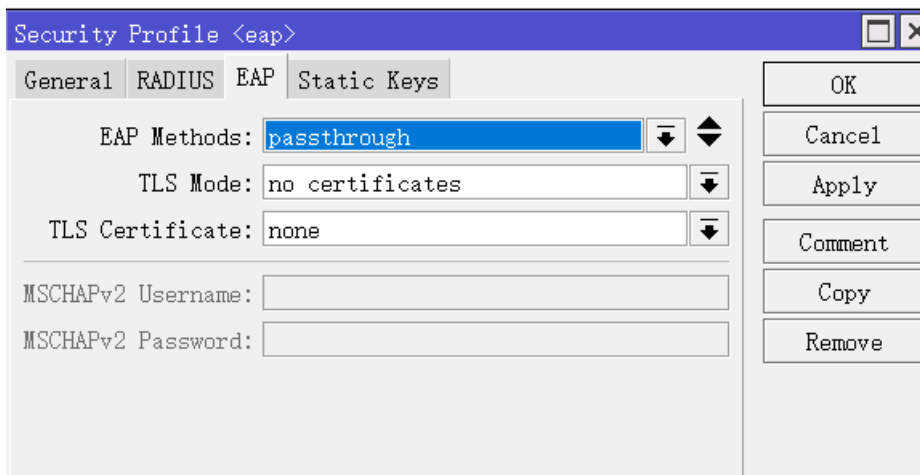 Security Profile <eap>
General RADIUS EAP Static Keys
OK
EAP Methods: passthrough
Cancel
TLS Mode: no certificates
Apply
TLS Certificate: none
Comment
MSCHAPv2 Username:
Copy
MSCHAPv2 Password:
Remove